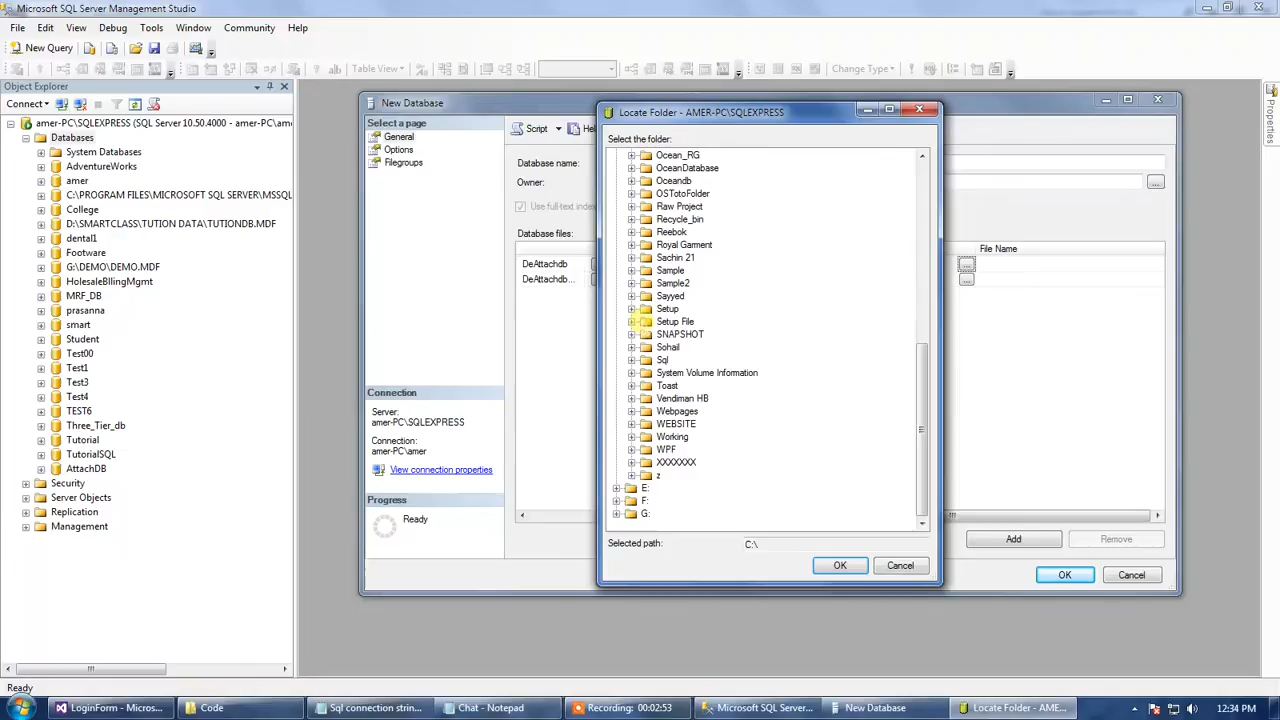 Microsoft SQL Server Management Studio
File Edit View Debug Tools Window Community Help
New Query
Table View
Change Type
Object Explorer
Connect
amer-PC\SQLEXPRESS (SQL Server 10.50.4000 - amer-PC\ame
Databases
System Databases
AdventureWorks
amer
C:\PROGRAM FILES\MICROSOFT SQL SERVER\MSSQL
College
D:\SMARTCLASS\TUTION DATA\TUTIONDB.MDF
dental1
Footware
G:\DEMO\DEMO.MDF
HolesaleBIlingMgmt
MRF_DB
prasanna
smart
Student
Test00
Test1
Test3
Test4
TEST6
Three_Tier_db
Tutorial
TutorialSQL
AttachDB
Security
Server Objects
Replication
Management
New Database
Select a page
General
Options
Filegroups
Script
Hel
Database name:
Owner:
Use full-text index
Database files:
DeAttachdb
DeAttachdb...
File Name
Connection
Server:
amer-PC\SQLEXPRESS
Connection:
amer-PC\amer
View connection properties
Progress
Ready
Add
Remove
OK
Cancel
Locate Folder - AMER-PC\SQLEXPRESS
Select the folder:
Ocean_RG
OceanDatabase
Oceandb
OSTotoFolder
Raw Project
Recycle_bin
Reebok
Royal Garment
Sachin 21
Sample
Sample2
Sayyed
Setup
Setup File
SNAPSHOT
Sohail
Sql
System Volume Information
Toast
Vendiman HB
Webpages
WEBSITE
Working
WPF
XXXXXXX
z
E:
F:
G:
Selected path: C:\
OK
Cancel
Properties
Ready
LoginForm - Micros...
Code
Sql connection strin...
Chat - Notepad
Recording: 00:02:53
Microsoft SQL Server...
New Database
Locate Folder - AME...
12:34 PM